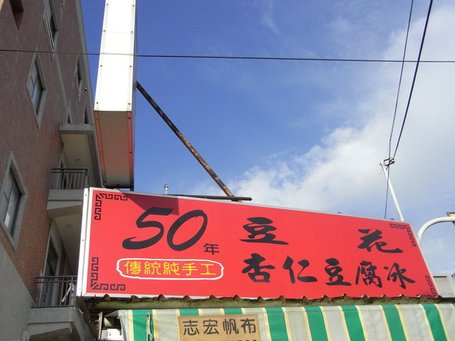 50年
豆花
傳統純手工
杏仁豆腐冰
志宏帆布